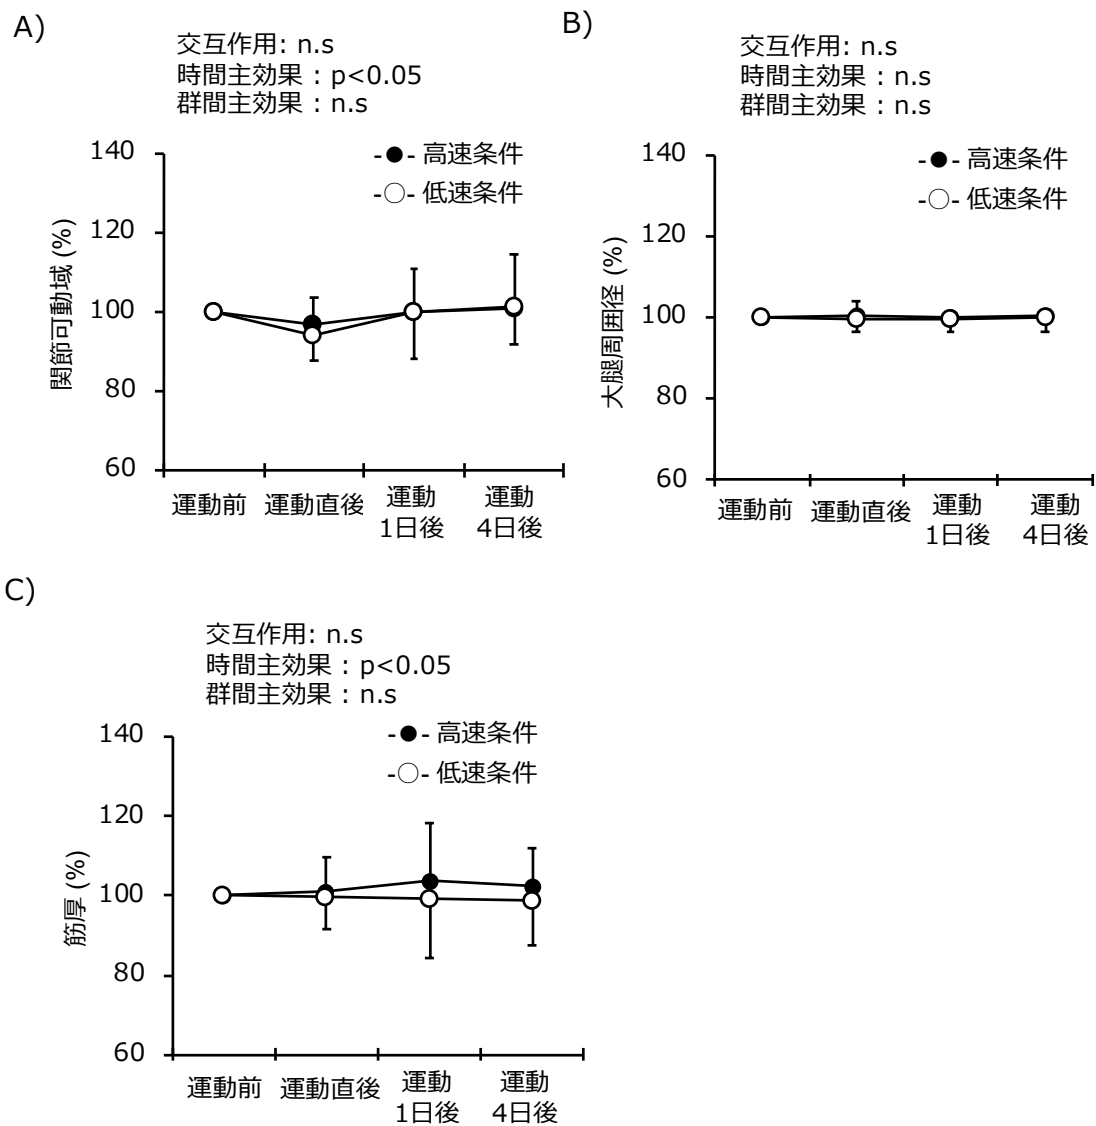 A)
交互作用: n.s
時間主効果：p<0.05
群間主効果：n.s
140
120
100
80
60
関節可動域 (%)
-●- 高速条件
-○- 低速条件
運動前
運動直後
運動
1日後
運動
4日後
B)
交互作用: n.s
時間主効果：n.s
群間主効果：n.s
140
120
100
80
60
大腿周囲径 (%)
-●- 高速条件
-○- 低速条件
運動前
運動直後
運動
1日後
運動
4日後
C)
交互作用: n.s
時間主効果：p<0.05
群間主効果：n.s
140
120
100
80
60
筋厚 (%)
-●- 高速条件
-○- 低速条件
運動前
運動直後
運動
1日後
運動
4日後